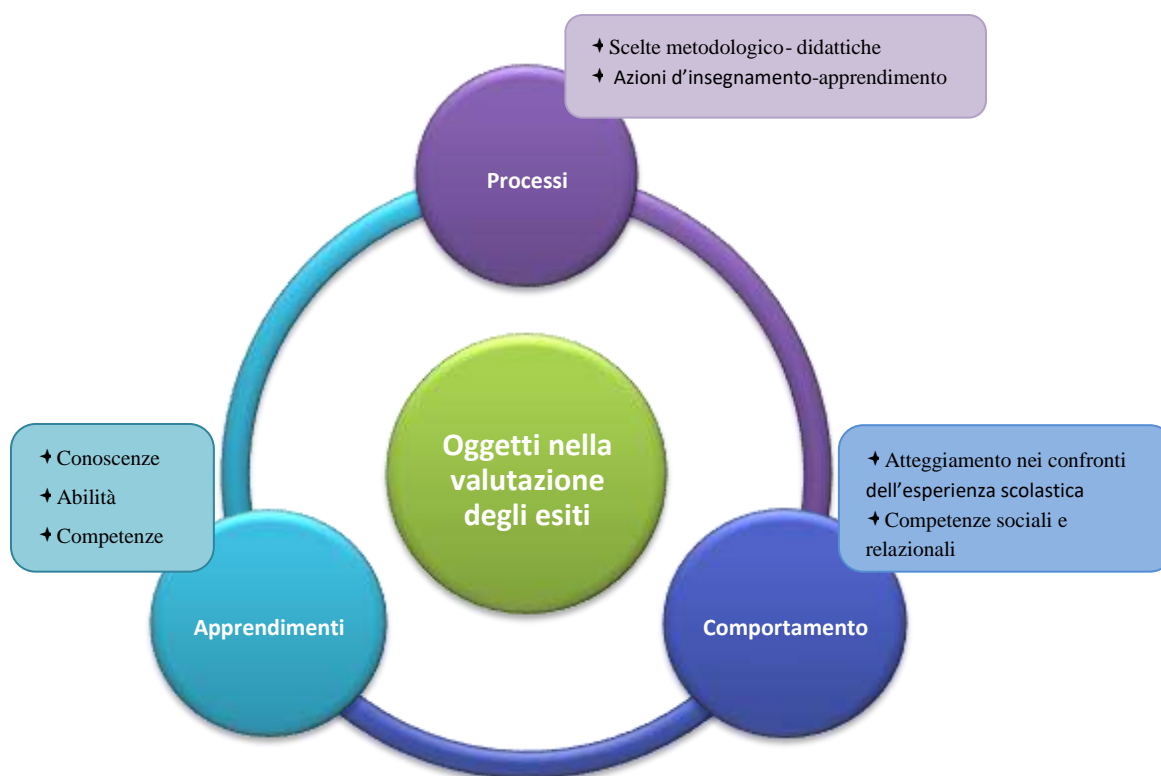 ✦ Scelte metodologico- didattiche
✦ Azioni d’insegnamento-apprendimento
Processi
Oggetti nella
valutazione
degli esiti
✦ Conoscenze
✦ Abilità
✦ Competenze
✦ Atteggiamento nei confronti
dell’esperienza scolastica
✦ Competenze sociali e
relazionali
Apprendimenti
Comportamento